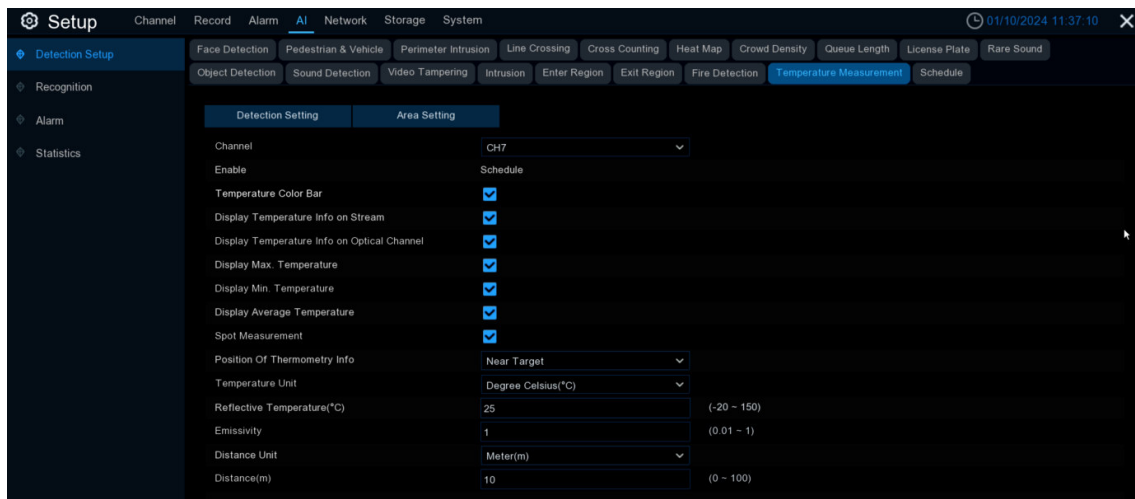 Setup Channel Record Alarm AI Network Storage System 01/10/2024 11:37:10
Detection Setup
Recognition
Alarm
Statistics
Face Detection Pedestrian & Vehicle Perimeter Intrusion Line Crossing Cross Counting Heat Map Crowd Density Queue Length License Plate Rare Sound
Object Detection Sound Detection Video Tampering Intrusion Enter Region Exit Region Fire Detection Temperature Measurement Schedule
Detection Setting Area Setting
Channel CH7
Enable Schedule
Temperature Color Bar
Display Temperature Info on Stream
Display Temperature Info on Optical Channel
Display Max. Temperature
Display Min. Temperature
Display Average Temperature
Spot Measurement
Position Of Thermometry Info Near Target
Temperature Unit Degree Celsius(°C)
Reflective Temperature(°C) 25 (-20 ~ 150)
Emissivity 1 (0.01 ~ 1)
Distance Unit Meter(m)
Distance(m) 10 (0 ~ 100)